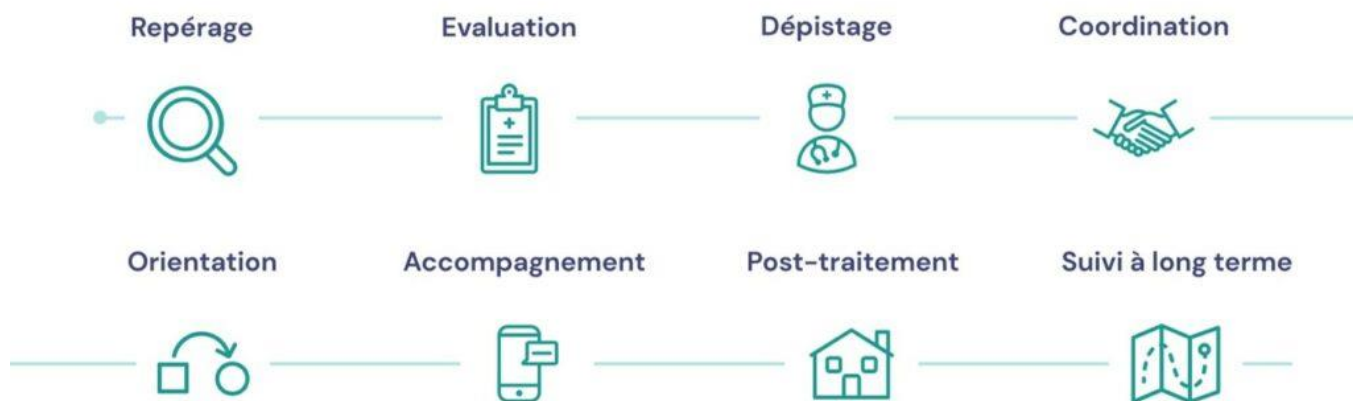 Repérage
Evaluation
Dépistage
Coordination
Orientation
Accompagnement
Post-traitement
Suivi à long terme